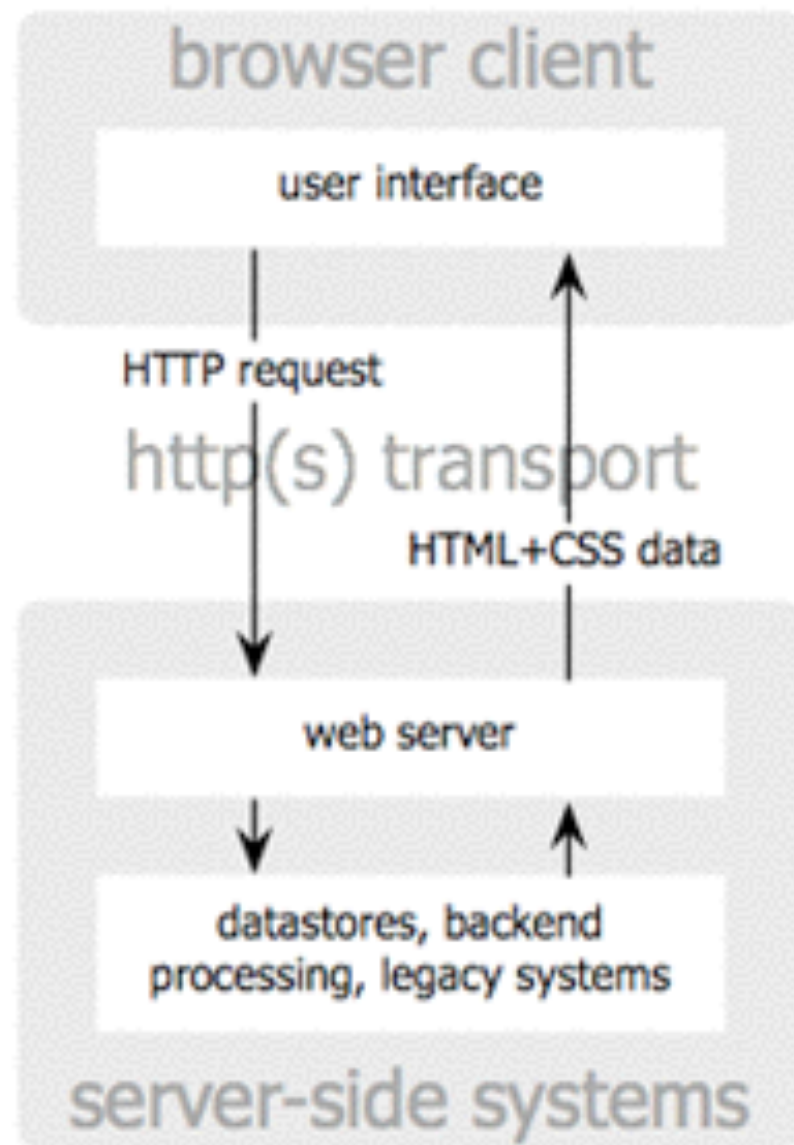 browser client
user interface
HTTP request
http(s) transport
HTML+CSS data
web server
datastores, backend
processing, legacy systems
server-side systems